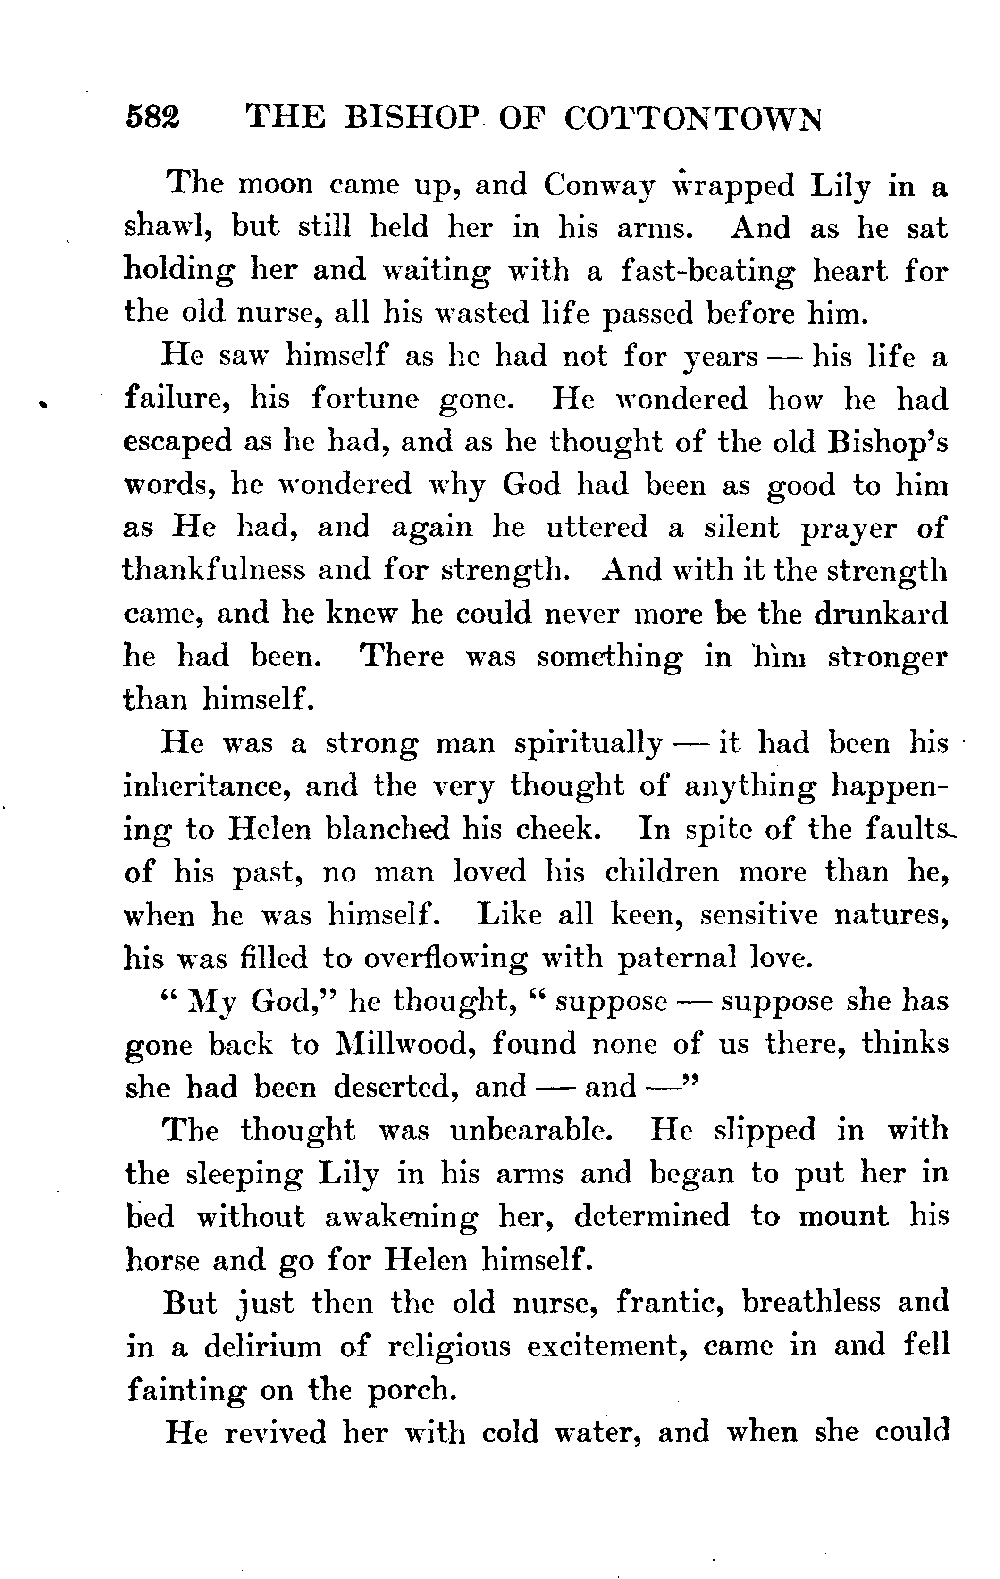 582 THE BISHOP OF COTTONTOWN
The moon came up, and Conway wrapped Lily in a
shawl, but still held her in his arms. And as he sat
holding her and waiting with a fast-beating heart for
the old nurse, all his wasted life passed before him.
He saw himself as he had not for years — his life a
failure, his fortune gone. He wondered how he had
escaped as he had, and as he thought of the old Bishop's
words, he wondered why God had been as good to him
as He had, and again he uttered a silent prayer of
thankfulness and for strength. And with it the strength
came, and he knew he could never more be the drunkard
he had been. There was something in him stronger
than himself.
He was a strong man spiritually — it had been his
inheritance, and the very thought of anything happen-
ing to Helen blanched his cheek. In spite of the faults
of his past, no man loved his children more than he,
when he was himself. Like all keen, sensitive natures,
his was filled to overflowing with paternal love.
“ My God,” he thought, “ suppose — suppose she has
gone back to Millwood, found none of us there, thinks
she had been deserted, and — and —”
The thought was unbearable. He slipped in with
the sleeping Lily in his arms and began to put her in
bed without awakening her, determined to mount his
horse and go for Helen himself.
But just then the old nurse, frantic, breathless and
in a delirium of religious excitement, came in and fell
fainting on the porch.
He revived her with cold water, and when she could